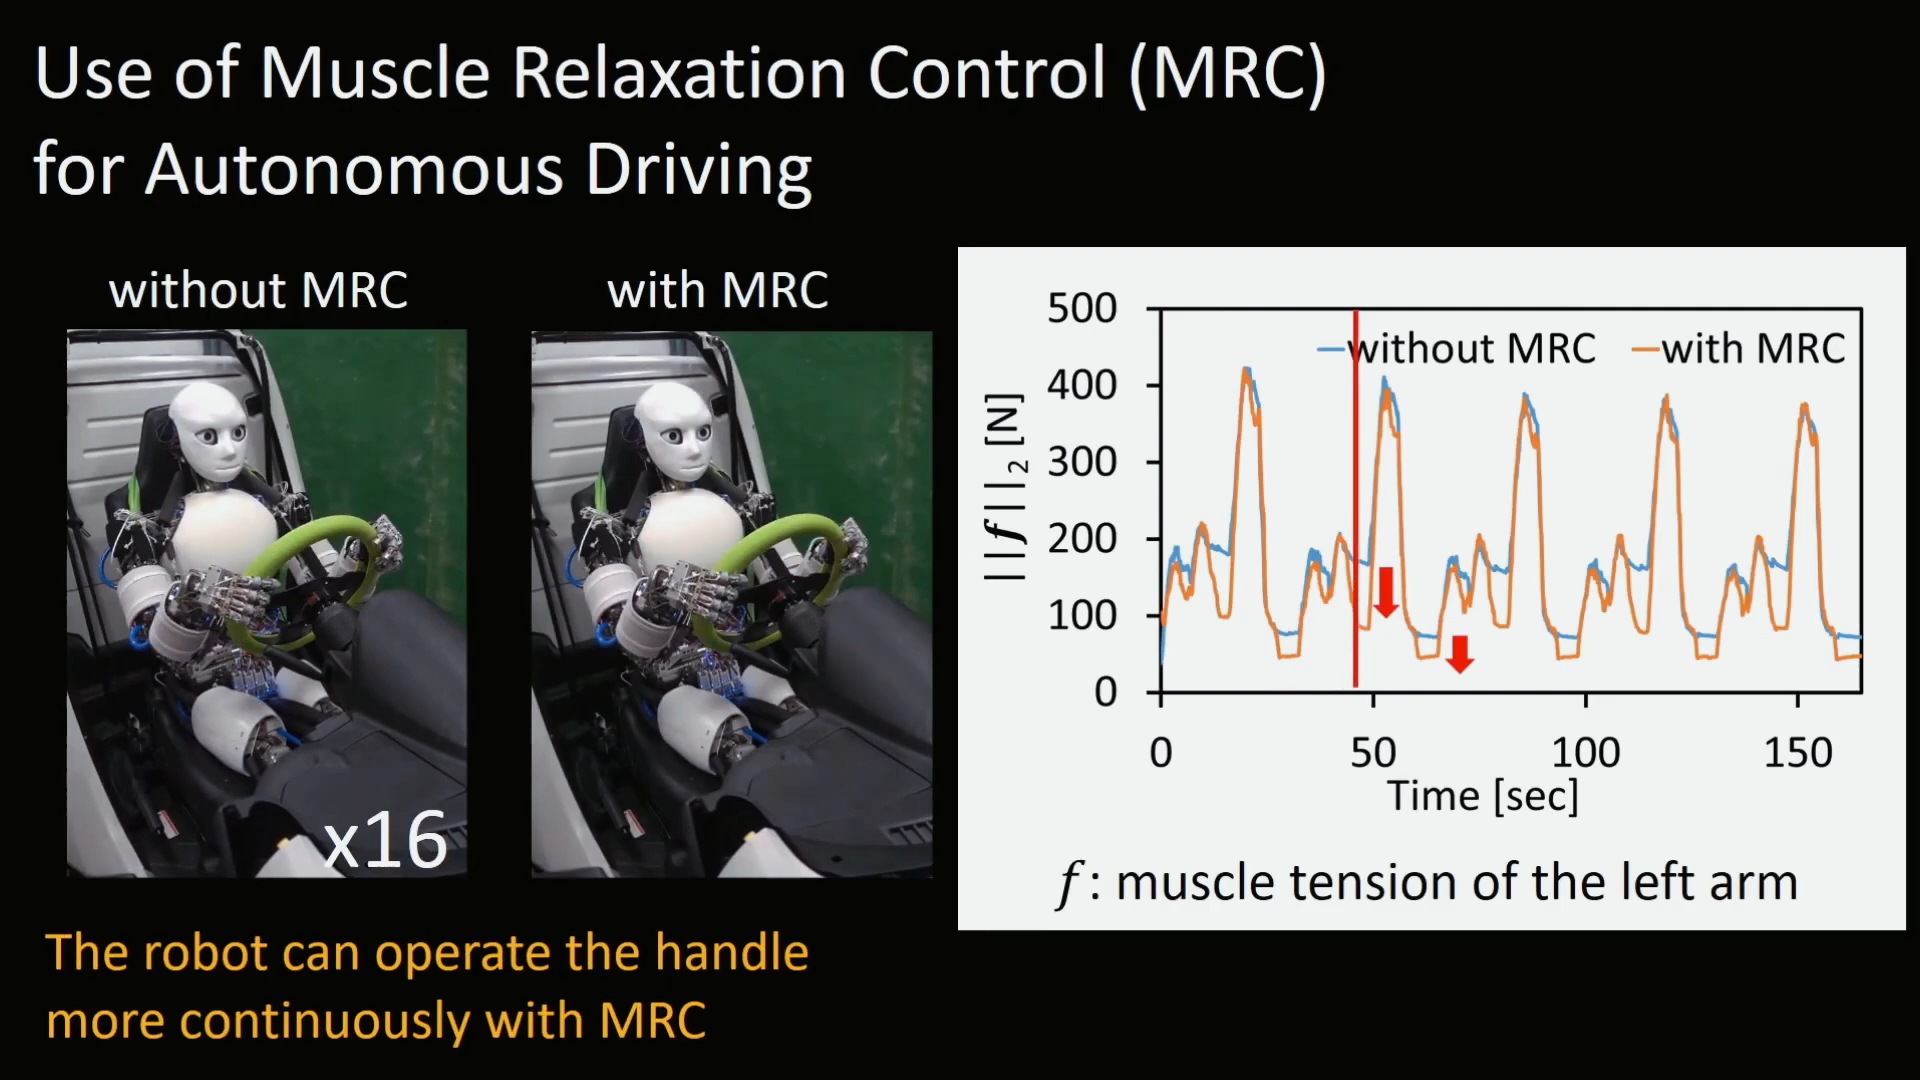 Use of Muscle Relaxation Control (MRC)
for Autonomous Driving
without MRC
with MRC
x16
The robot can operate the handle
more continuously with MRC
500
400
300
200
100
0
||f||₂ [N]
without MRC
with MRC
0
50
100
150
Time [sec]
f: muscle tension of the left arm